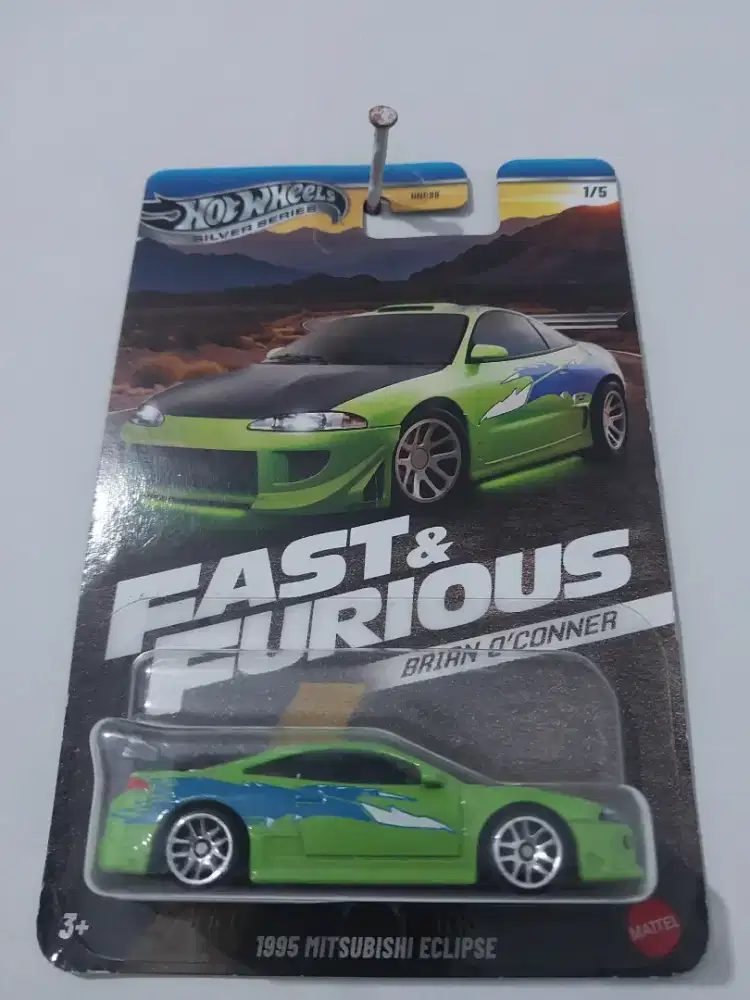 HOT WHEELS
SILVER SERIES
1/5
FAST &
FURIOUS
BRIAN O'CONNER
3+
1995 MITSUBISHI ECLIPSE
MATTEL